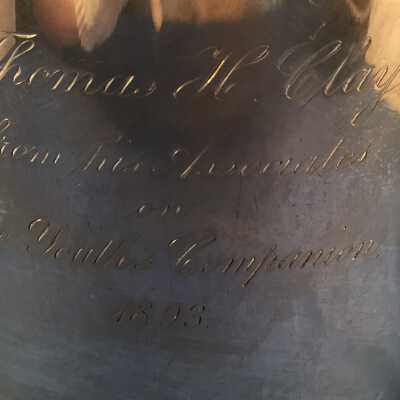 Thomas H. Clay
from his Associates
on
Youth's Companion.
1893.